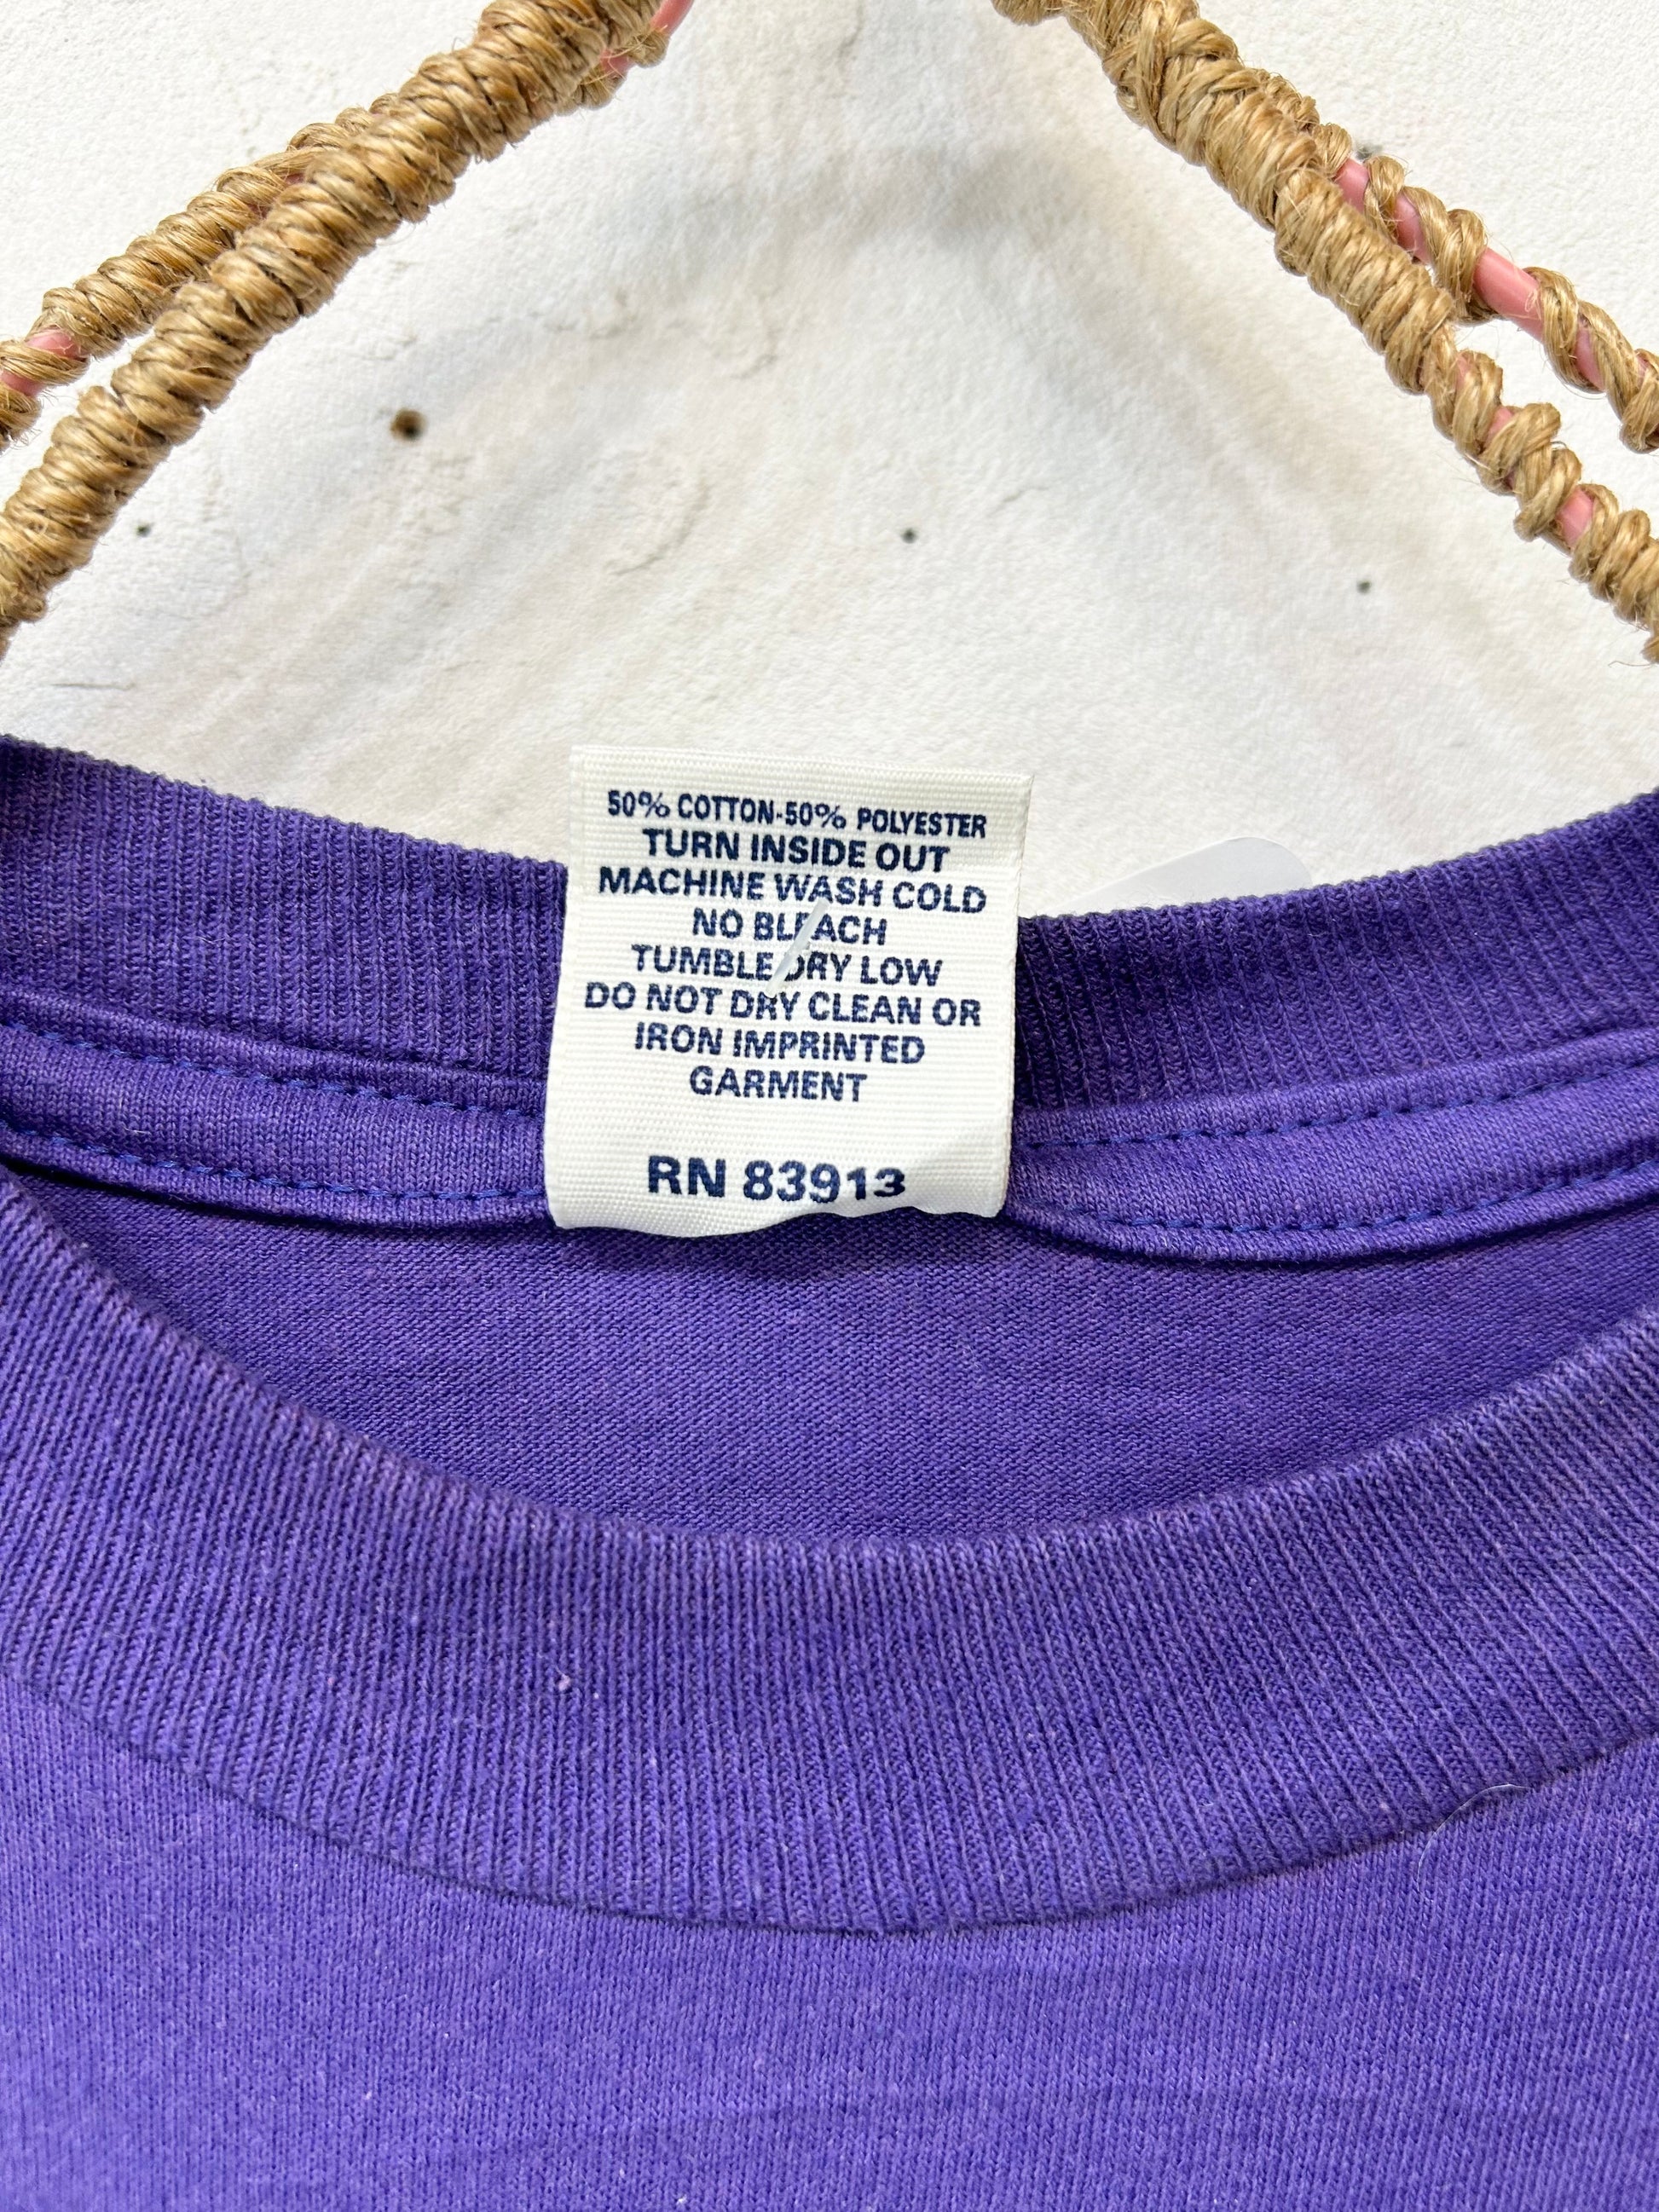 50% COTTON-50% POLYESTER
TURN INSIDE OUT
MACHINE WASH COLD
NO BLEACH
TUMBLE DRY LOW
DO NOT DRY CLEAN OR
IRON IMPRINTED
GARMENT
RN 83913